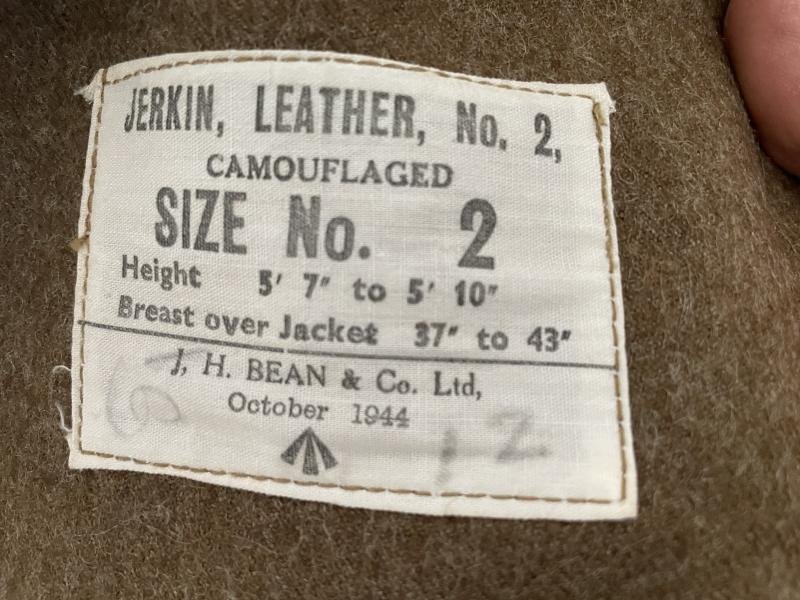 JERKIN, LEATHER, No. 2,
CAMOUFLAGED
SIZE No. 2
Height 5' 7" to 5' 10"
Breast over Jacket 37" to 43"
J. H. BEAN & Co. Ltd,
October 1944